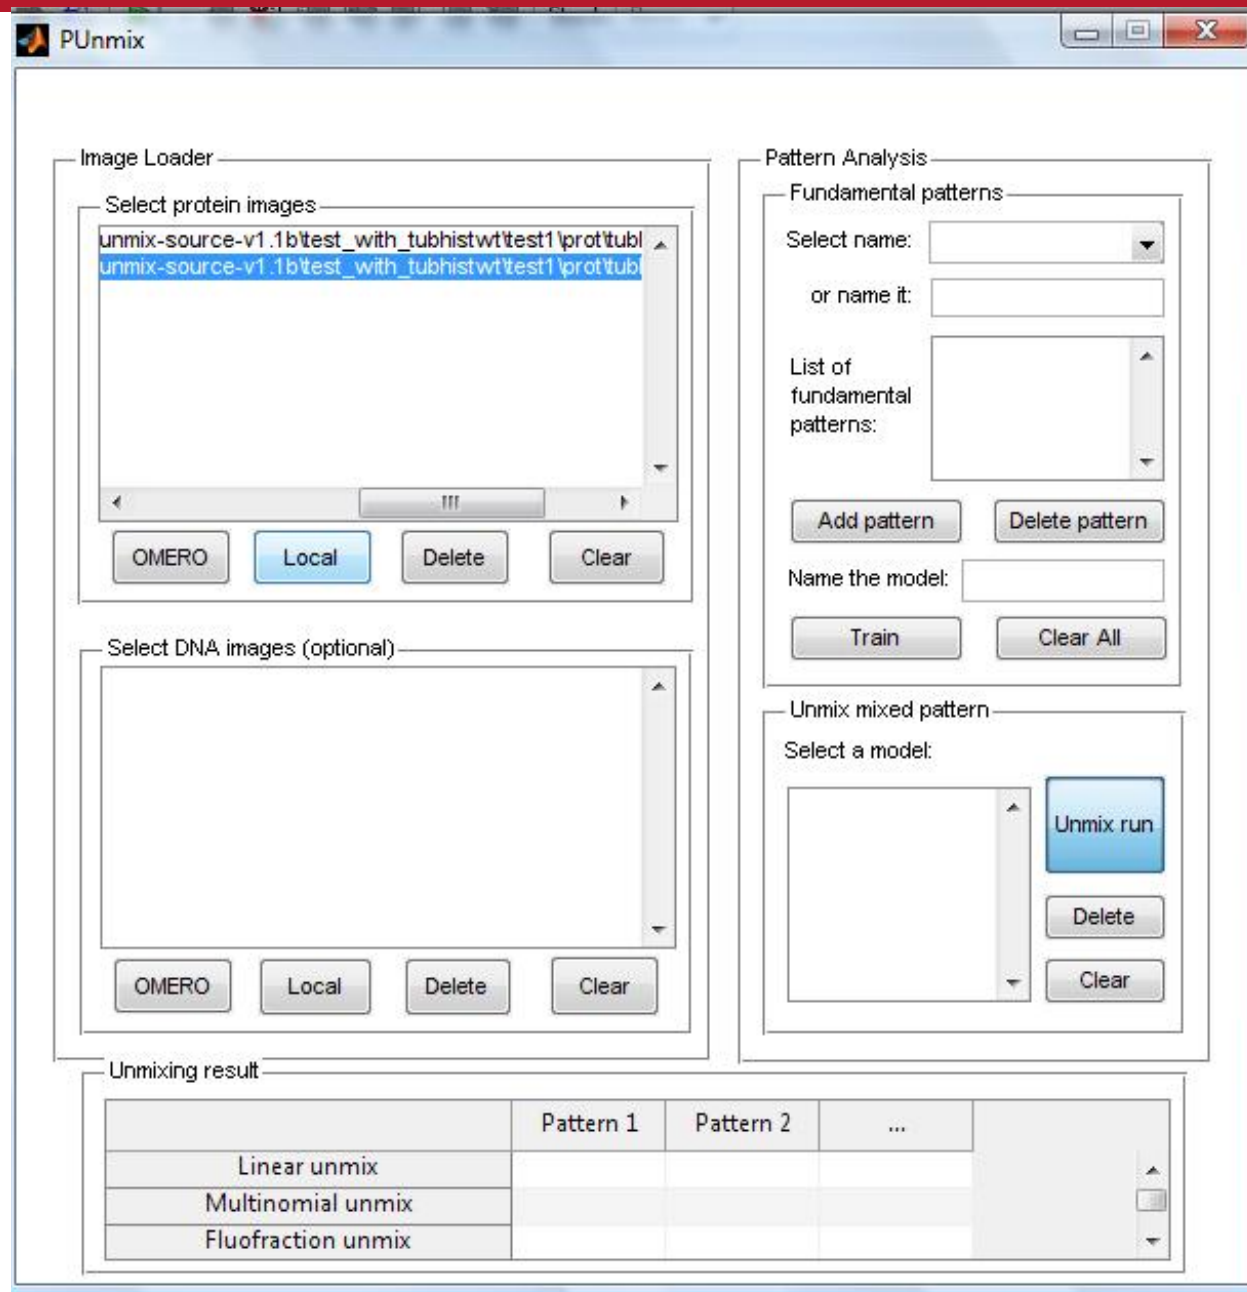 PUnmix
Image Loader
Select protein images
unmix-source-v1.1b\test_with_tubhistwt\test1\prot\tubl
unmix-source-v1.1b\test_with_tubhistwt\test1\prot\tubl
OMERO Local Delete Clear
Select DNA images (optional)
OMERO Local Delete Clear
Pattern Analysis
Fundamental patterns
Select name:
or name it:
List of
fundamental
patterns:
Add pattern Delete pattern
Name the model:
Train Clear All
Unmix mixed pattern
Select a model:
Unmix run
Delete
Clear
Unmixing result
Pattern 1 Pattern 2 ...
Linear unmix
Multinomial unmix
Fluofraction unmix